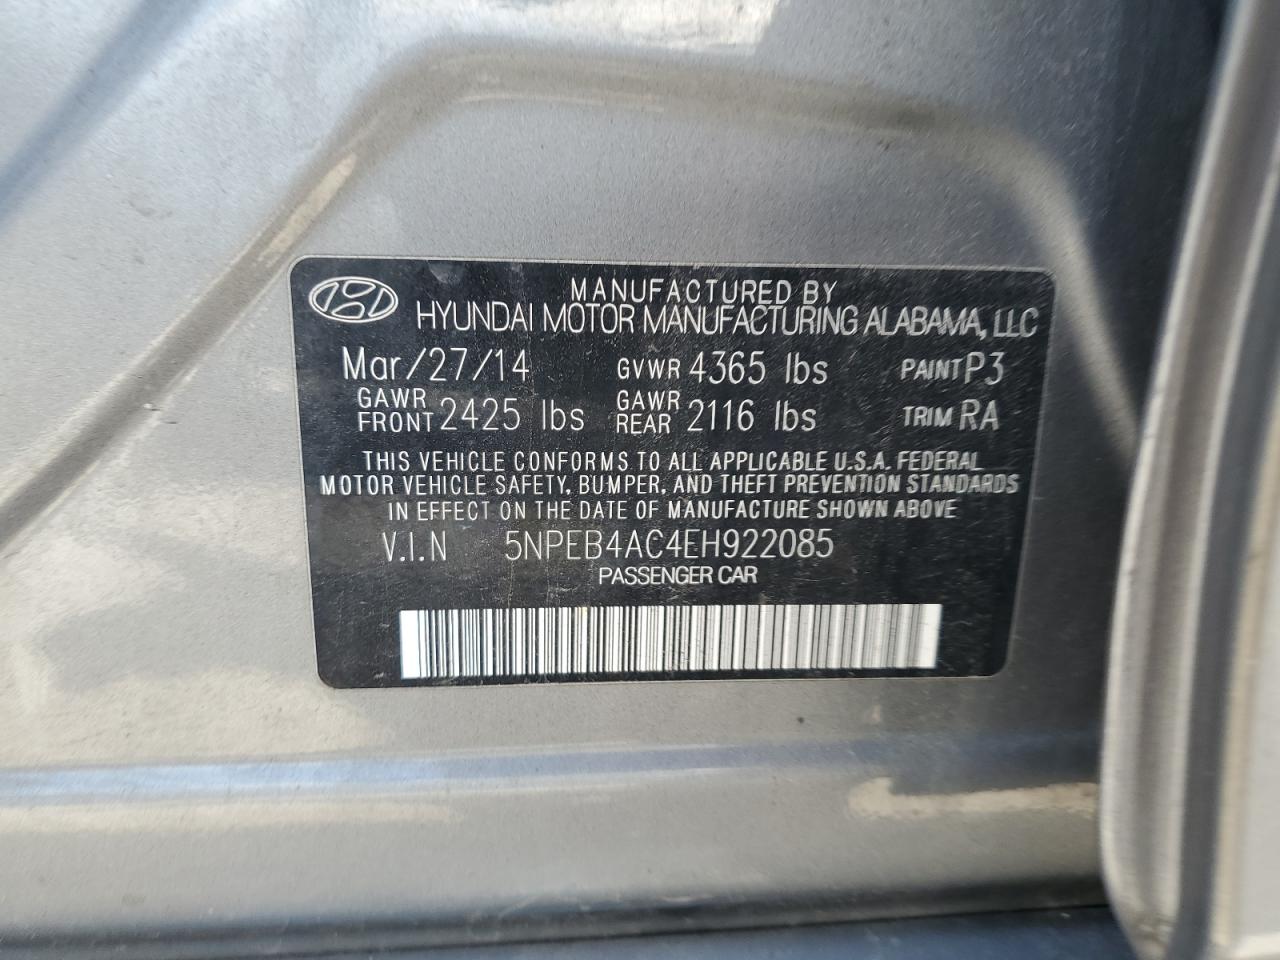 MANUFACTURED BY
HYUNDAI MOTOR MANUFACTURING ALABAMA, LLC
Mar/27/14 GVWR 4365 lbs PAINT P3
GAWR FRONT 2425 lbs GAWR REAR 2116 lbs TRIM RA
THIS VEHICLE CONFORMS TO ALL APPLICABLE U.S.A. FEDERAL
MOTOR VEHICLE SAFETY, BUMPER, AND THEFT PREVENTION STANDARDS
IN EFFECT ON THE DATE OF MANUFACTURE SHOWN ABOVE
V.I.N 5NPEB4AC4EH922085
PASSENGER CAR